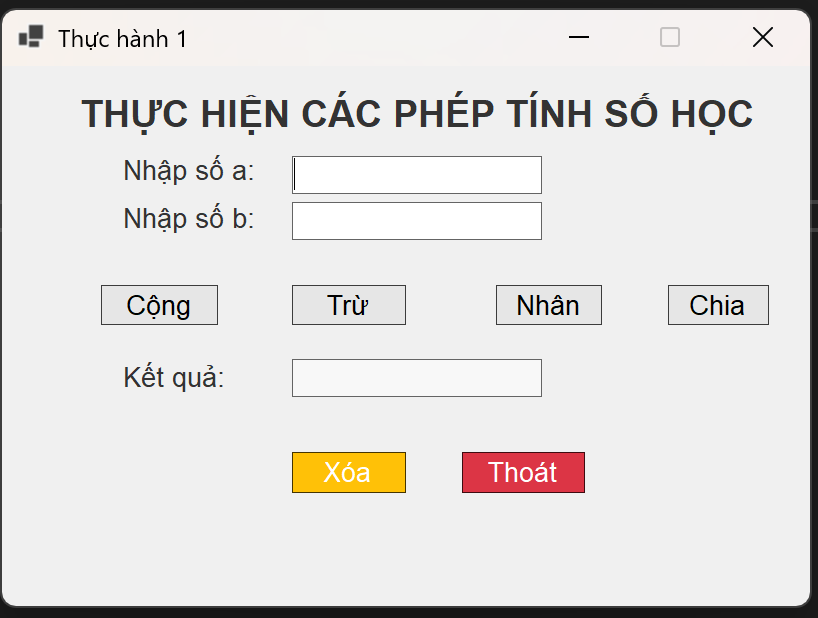 Thực hành 1
THỰC HIỆN CÁC PHÉP TÍNH SỐ HỌC
Nhập số a:
Nhập số b:
Cộng Trừ Nhân Chia
Kết quả:
Xóa Thoát